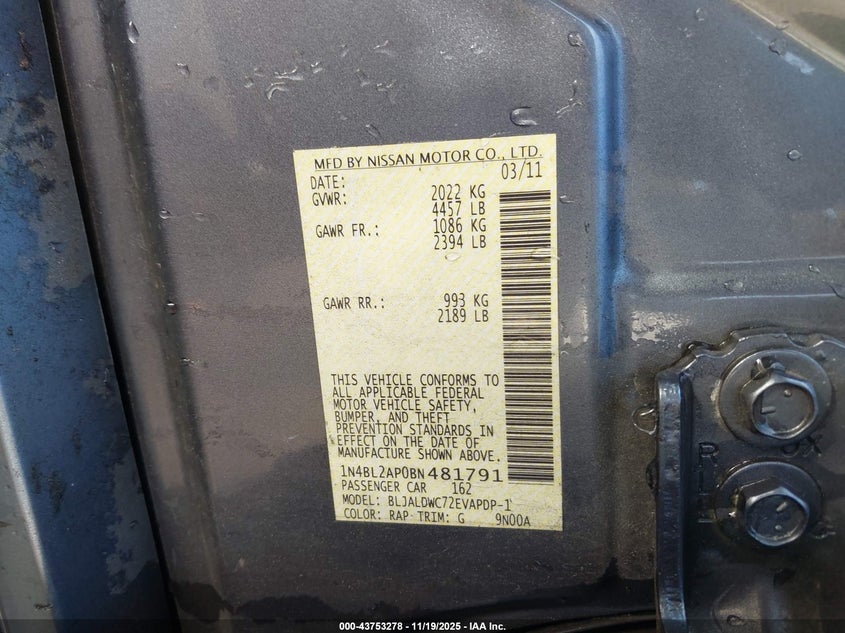 MFD BY NISSAN MOTOR CO., LTD.
DATE: 03/11
GVWR: 2022 KG
4457 LB
GAWR FR.: 1086 KG
2394 LB
GAWR RR.: 993 KG
2189 LB
THIS VEHICLE CONFORMS TO
ALL APPLICABLE FEDERAL
MOTOR VEHICLE SAFETY,
BUMPER, AND THEFT
PREVENTION STANDARDS IN
EFFECT ON THE DATE OF
MANUFACTURE SHOWN ABOVE.
1N4BL2AP0BN481791
PASSENGER CAR 162
MODEL: BLJALDWC72EVAPDP-1
COLOR: RAP TRIM: G 9N00A
000-43753278 - 11/19/2025 - IAA Inc.